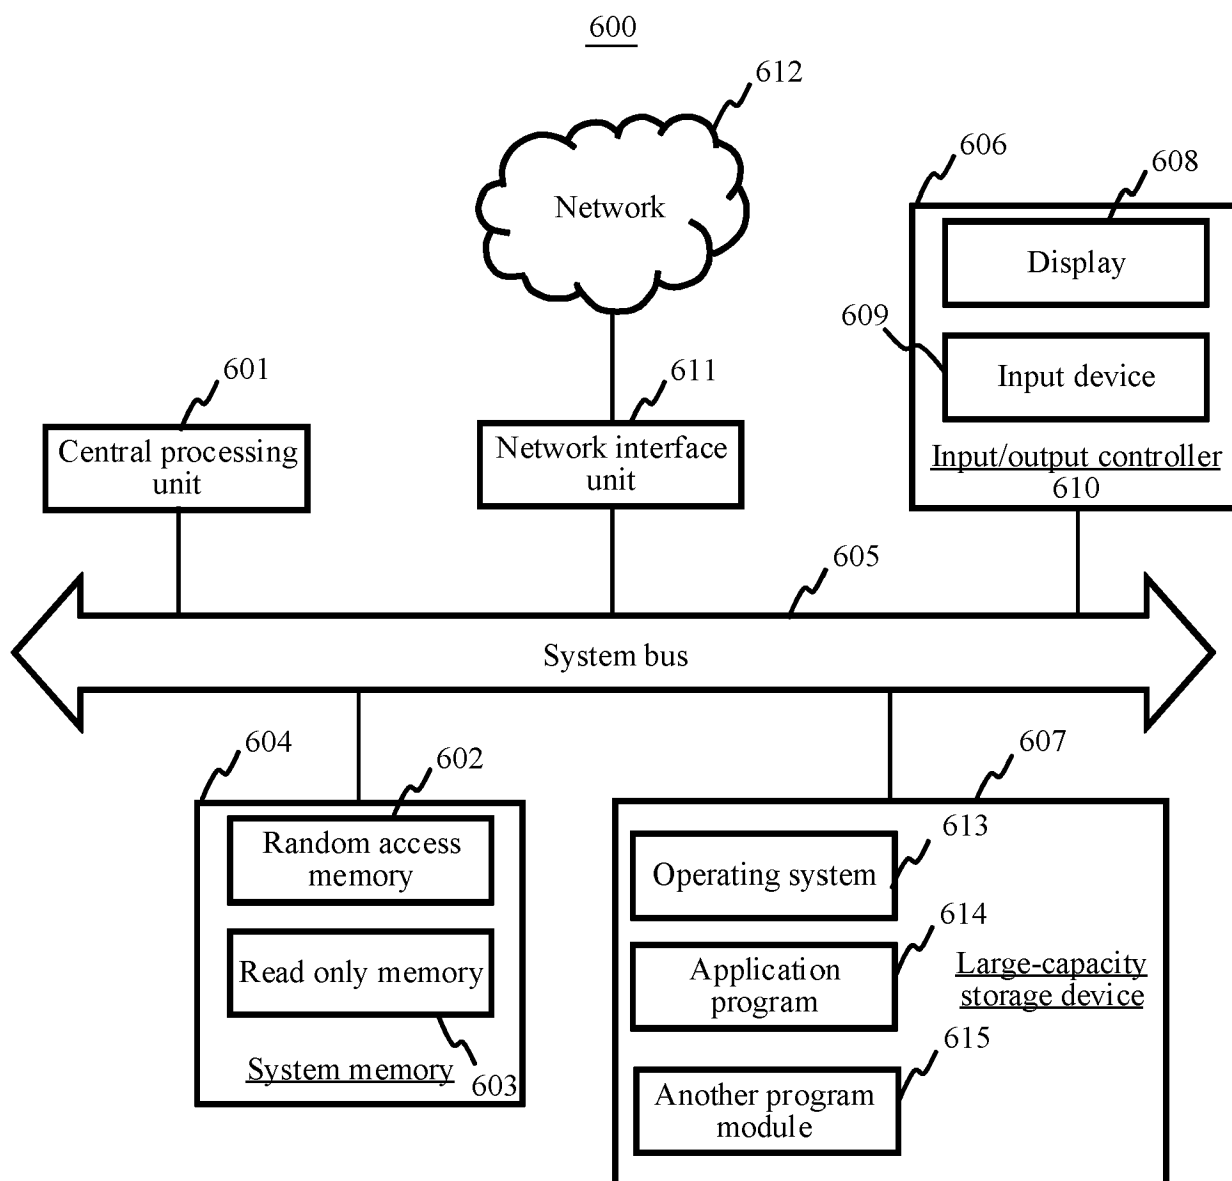 600
612
Network
606
608
Display
609
Input device
Input/output controller
610
601
Central processing
unit
611
Network interface
unit
605
System bus
604
602
Random access
memory
Read only memory
System memory
603
607
613
Operating system
614
Application
program
Large-capacity
storage device
615
Another program
module